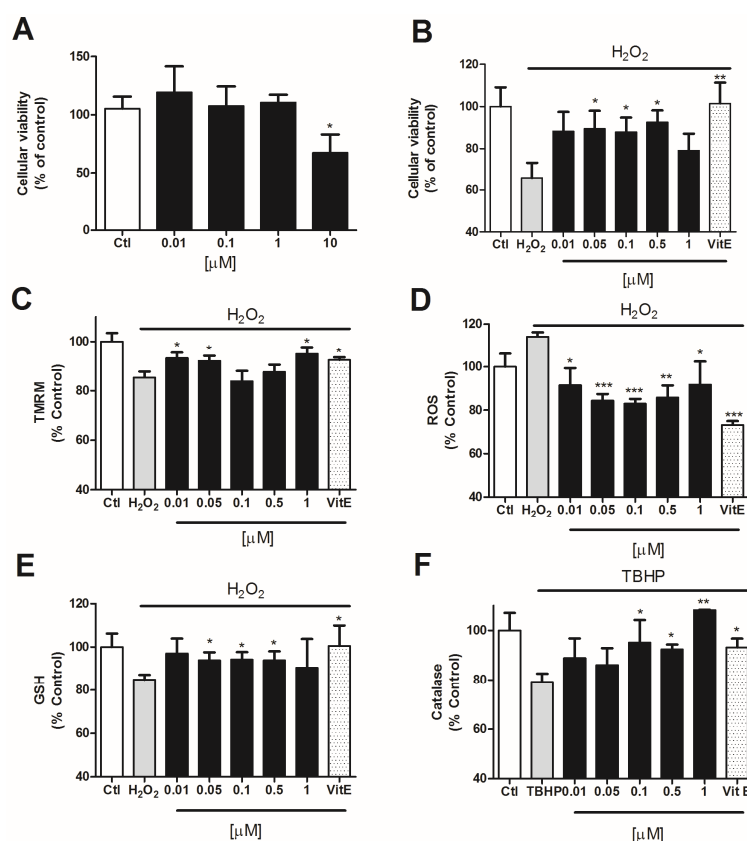 A
Cellular viability
(% of control)
150
100
50
0
Ctl 0.01 0.1 1 10
[µM]
*
B
H₂O₂
Cellular viability
(% of control)
120
100
80
60
40
* * * **
Ctl H₂O₂ 0.01 0.05 0.1 0.5 1 VitE
[µM]
C
H₂O₂
TMRM
(% Control)
100
80
60
40
* * * *
Ctl H₂O₂ 0.01 0.05 0.1 0.5 1 VitE
[µM]
D
H₂O₂
ROS
(% Control)
120
100
80
60
40
* *** *** ** * ***
Ctl H₂O₂ 0.01 0.05 0.1 0.5 1 VitE
[µM]
E
H₂O₂
GSH
(% Control)
120
100
80
60
40
* * * *
Ctl H₂O₂ 0.01 0.05 0.1 0.5 1 VitE
[µM]
F
TBHP
Catalase
(% Control)
100
80
60
40
* * ** *
Ctl TBHP 0.01 0.05 0.1 0.5 1 Vit E
[µM]